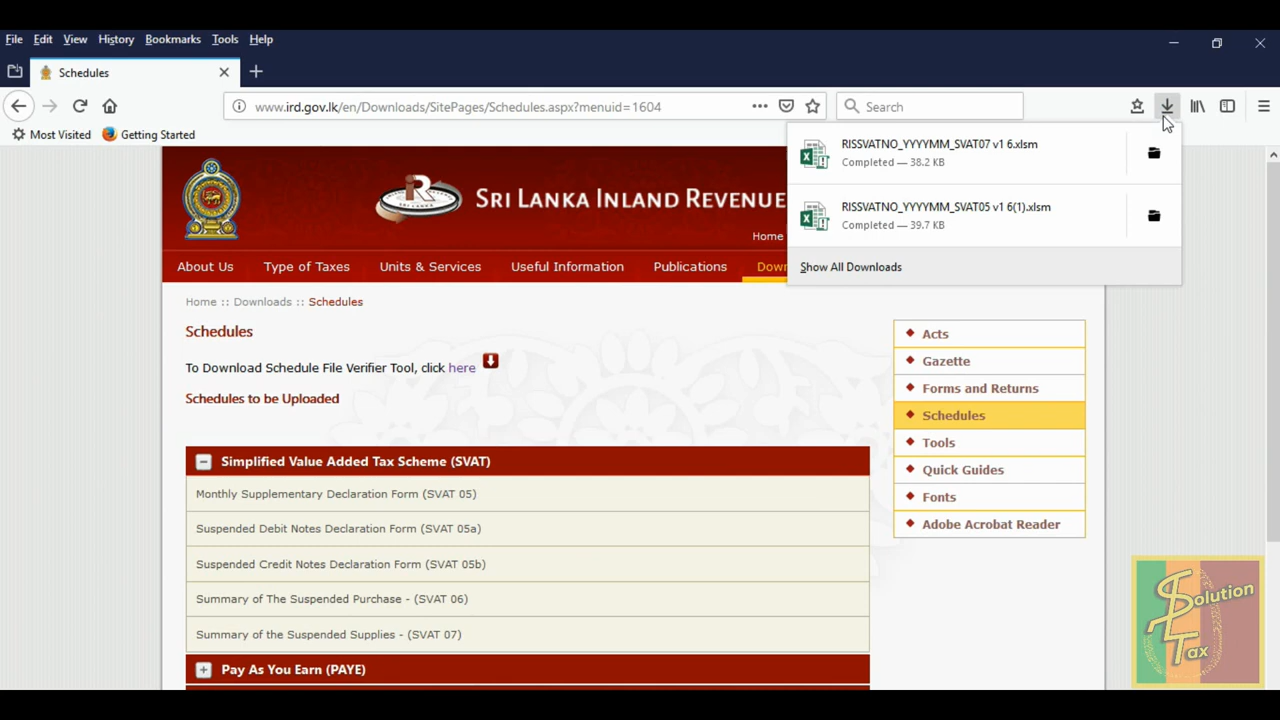 File Edit View History Bookmarks Tools Help
Schedules
www.ird.gov.lk/en/Downloads/SitePages/Schedules.aspx?menuid=1604
Search
Most Visited Getting Started
RISSVATNO_YYYYMM_SVAT07 v1 6.xlsm
Completed — 38.2 KB
RISSVATNO_YYYYMM_SVAT05 v1 6(1).xlsm
Completed — 39.7 KB
Show All Downloads
SRI LANKA INLAND REVENUE
Home
About Us Type of Taxes Units & Services Useful Information Publications Down
Home :: Downloads :: Schedules
Schedules
To Download Schedule File Verifier Tool, click here
Schedules to be Uploaded
Simplified Value Added Tax Scheme (SVAT)
Monthly Supplementary Declaration Form (SVAT 05)
Suspended Debit Notes Declaration Form (SVAT 05a)
Suspended Credit Notes Declaration Form (SVAT 05b)
Summary of The Suspended Purchase - (SVAT 06)
Summary of the Suspended Supplies - (SVAT 07)
Pay As You Earn (PAYE)
Acts
Gazette
Forms and Returns
Schedules
Tools
Quick Guides
Fonts
Adobe Acrobat Reader
Solution
Tax